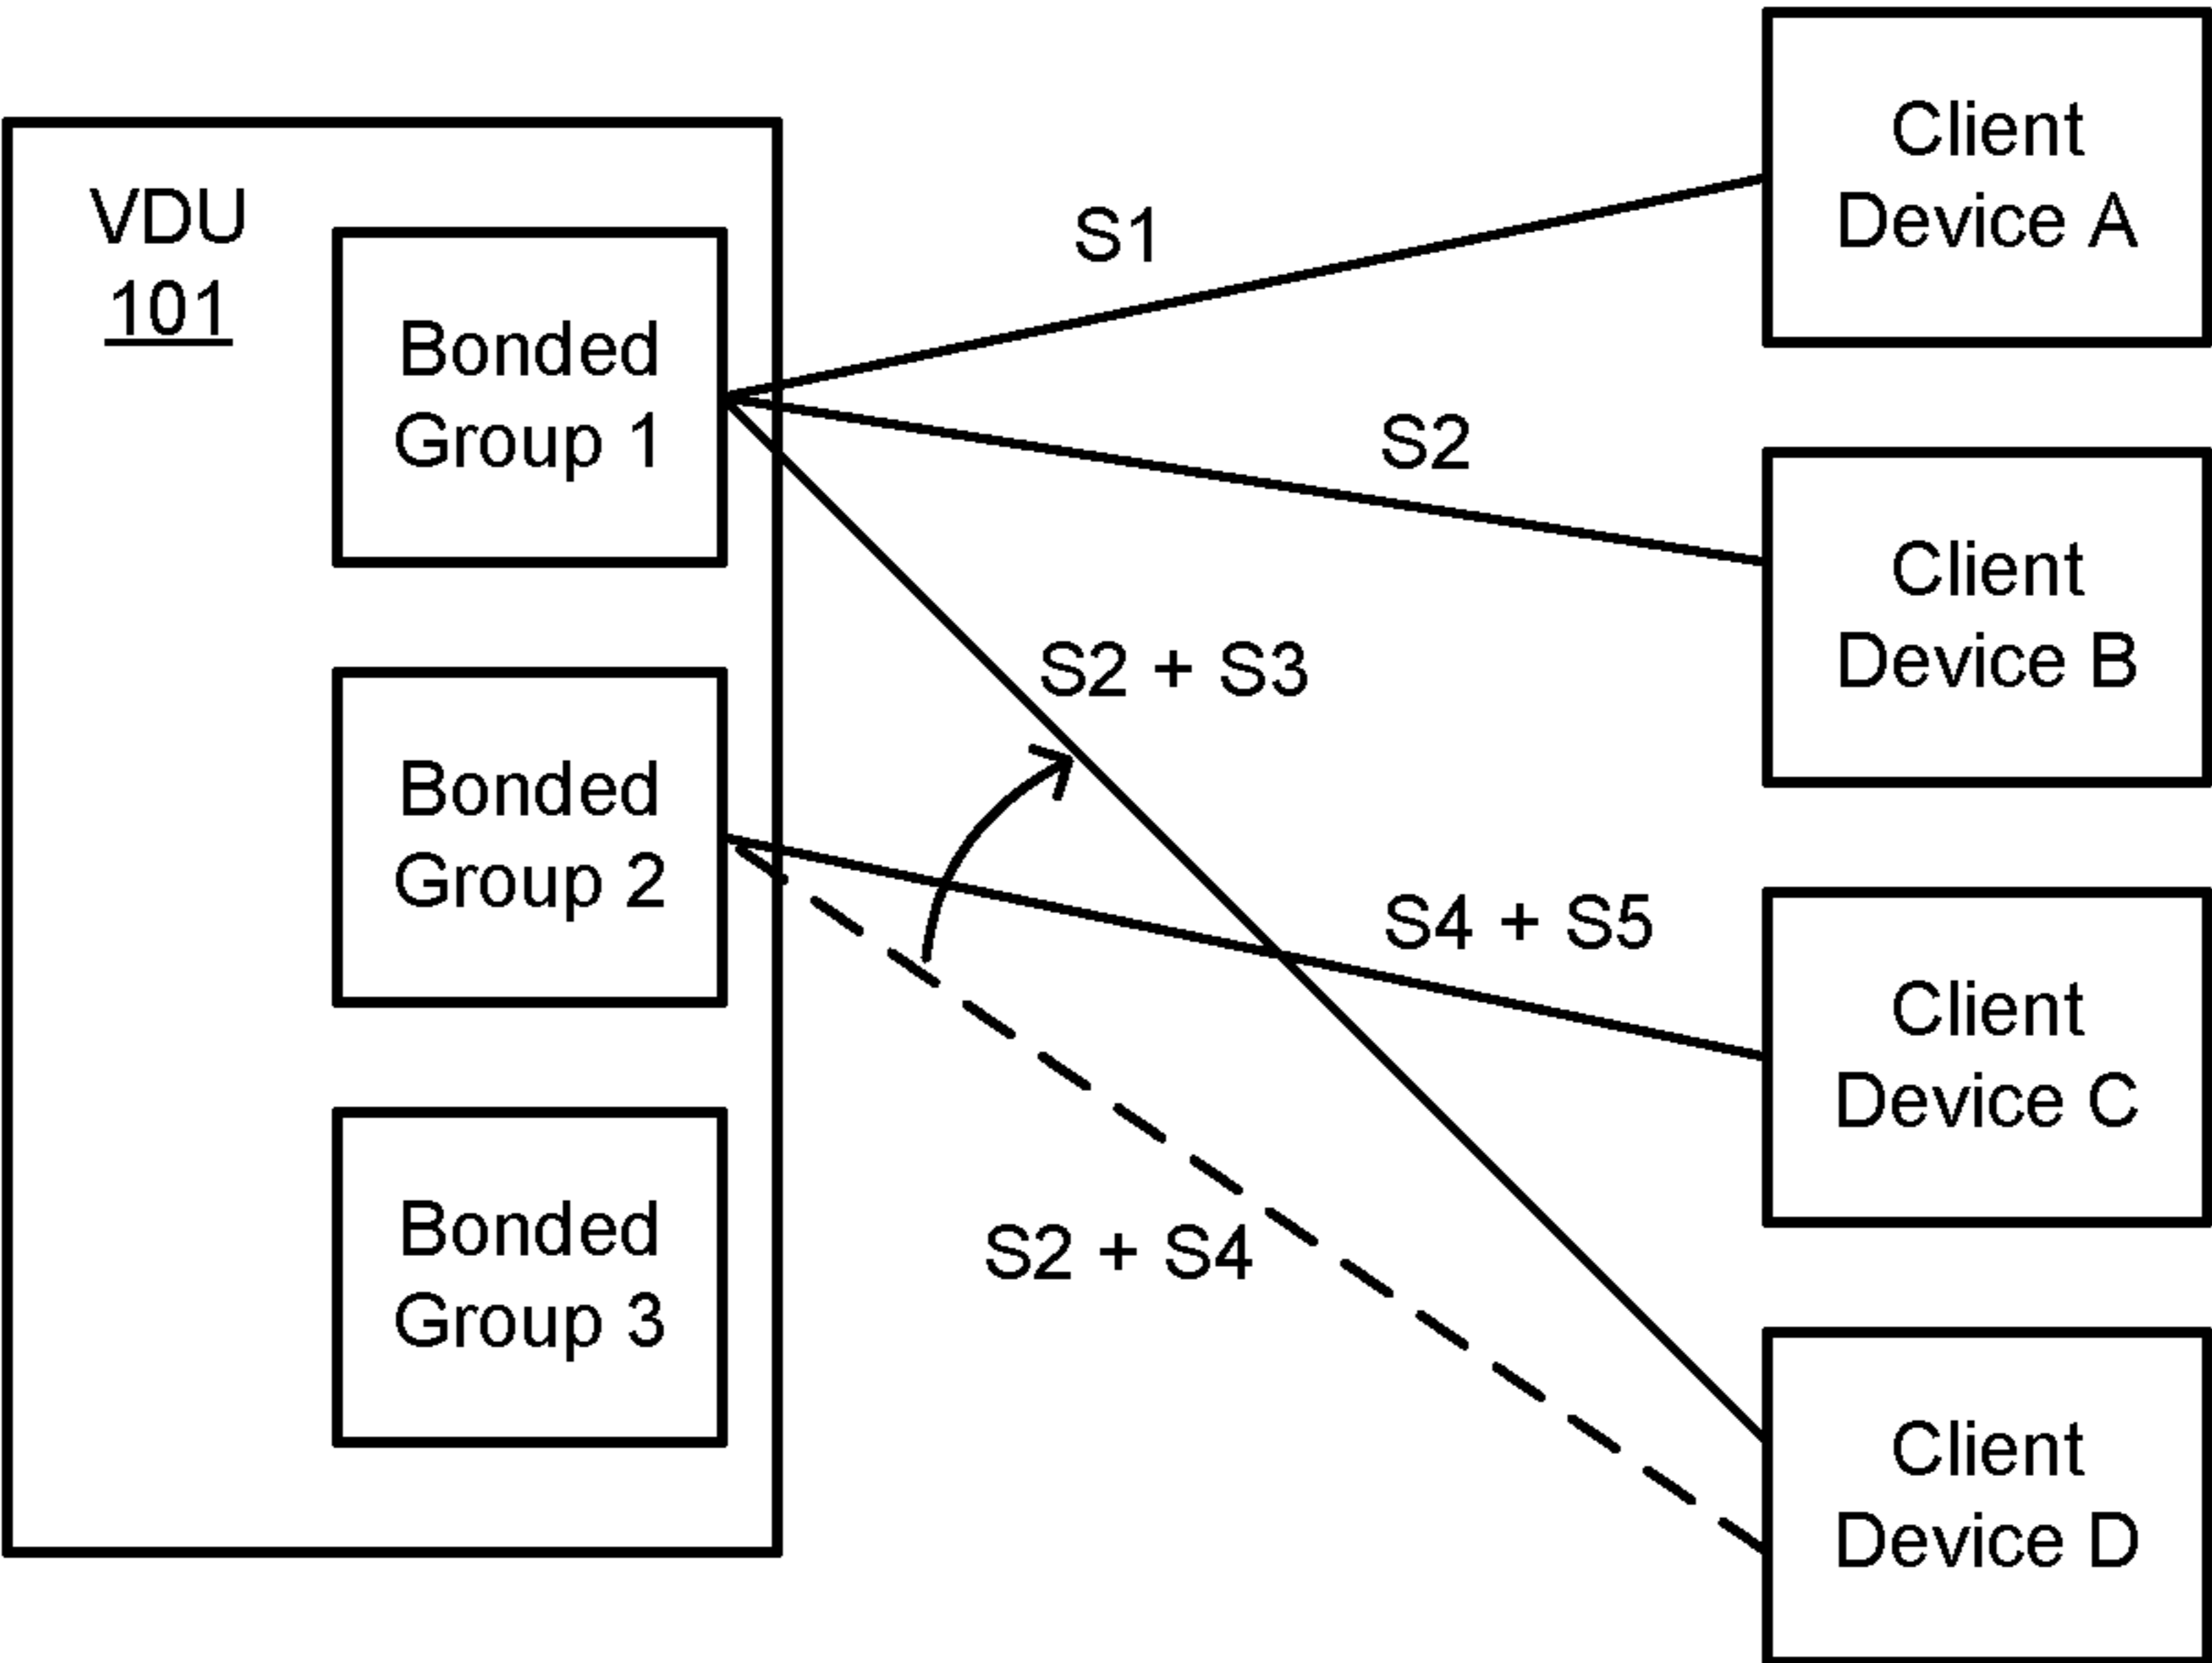 VDU
101
Bonded
Group 1
Bonded
Group 2
Bonded
Group 3
S1
S2
S2 + S3
S4 + S5
S2 + S4
Client
Device A
Client
Device B
Client
Device C
Client
Device D